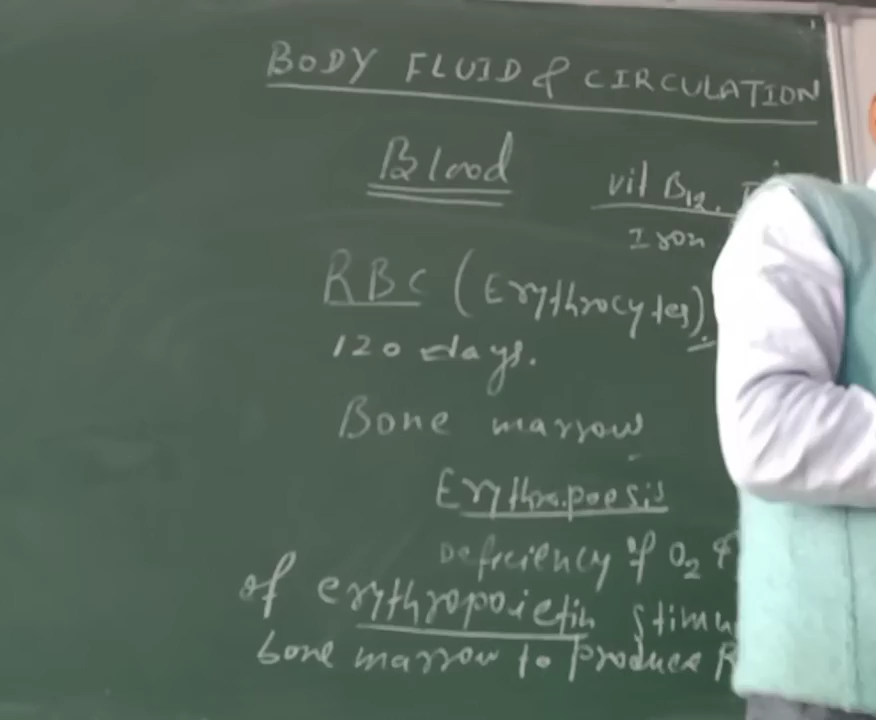 BODY FLUID & CIRCULATION
Blood
vit B12,
Iron
RBC (Erythrocytes)
120 days.
Bone marrow
Erythropoesis
Deficiency of O2
of erythropoietin
bone marrow to produce